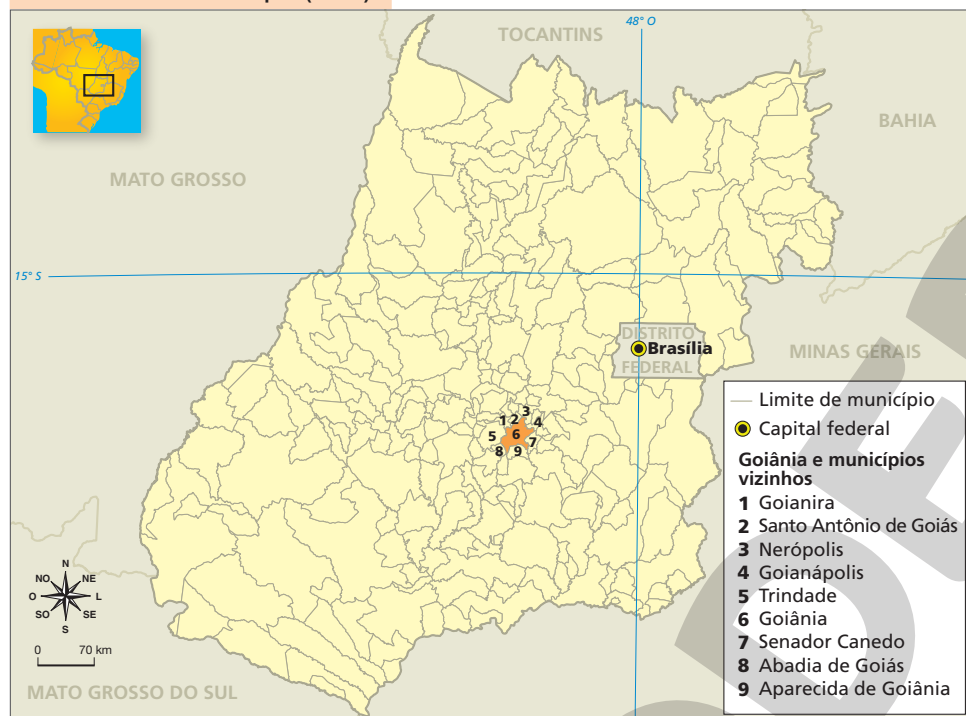 48° O
TOCANTINS
BAHIA
MATO GROSSO
15° S
DISTRITO
Brasília
FEDERAL
MINAS GERAIS
3
1 2 4
5 6 7
8 9
Limite de município
Capital federal
Goiânia e municípios
vizinhos
1 Goianira
2 Santo Antônio de Goiás
3 Nerópolis
4 Goianápolis
5 Trindade
6 Goiânia
7 Senador Canedo
8 Abadia de Goiás
9 Aparecida de Goiânia
N
NO NE
O L
SO SE
S
0 70 km
MATO GROSSO DO SUL